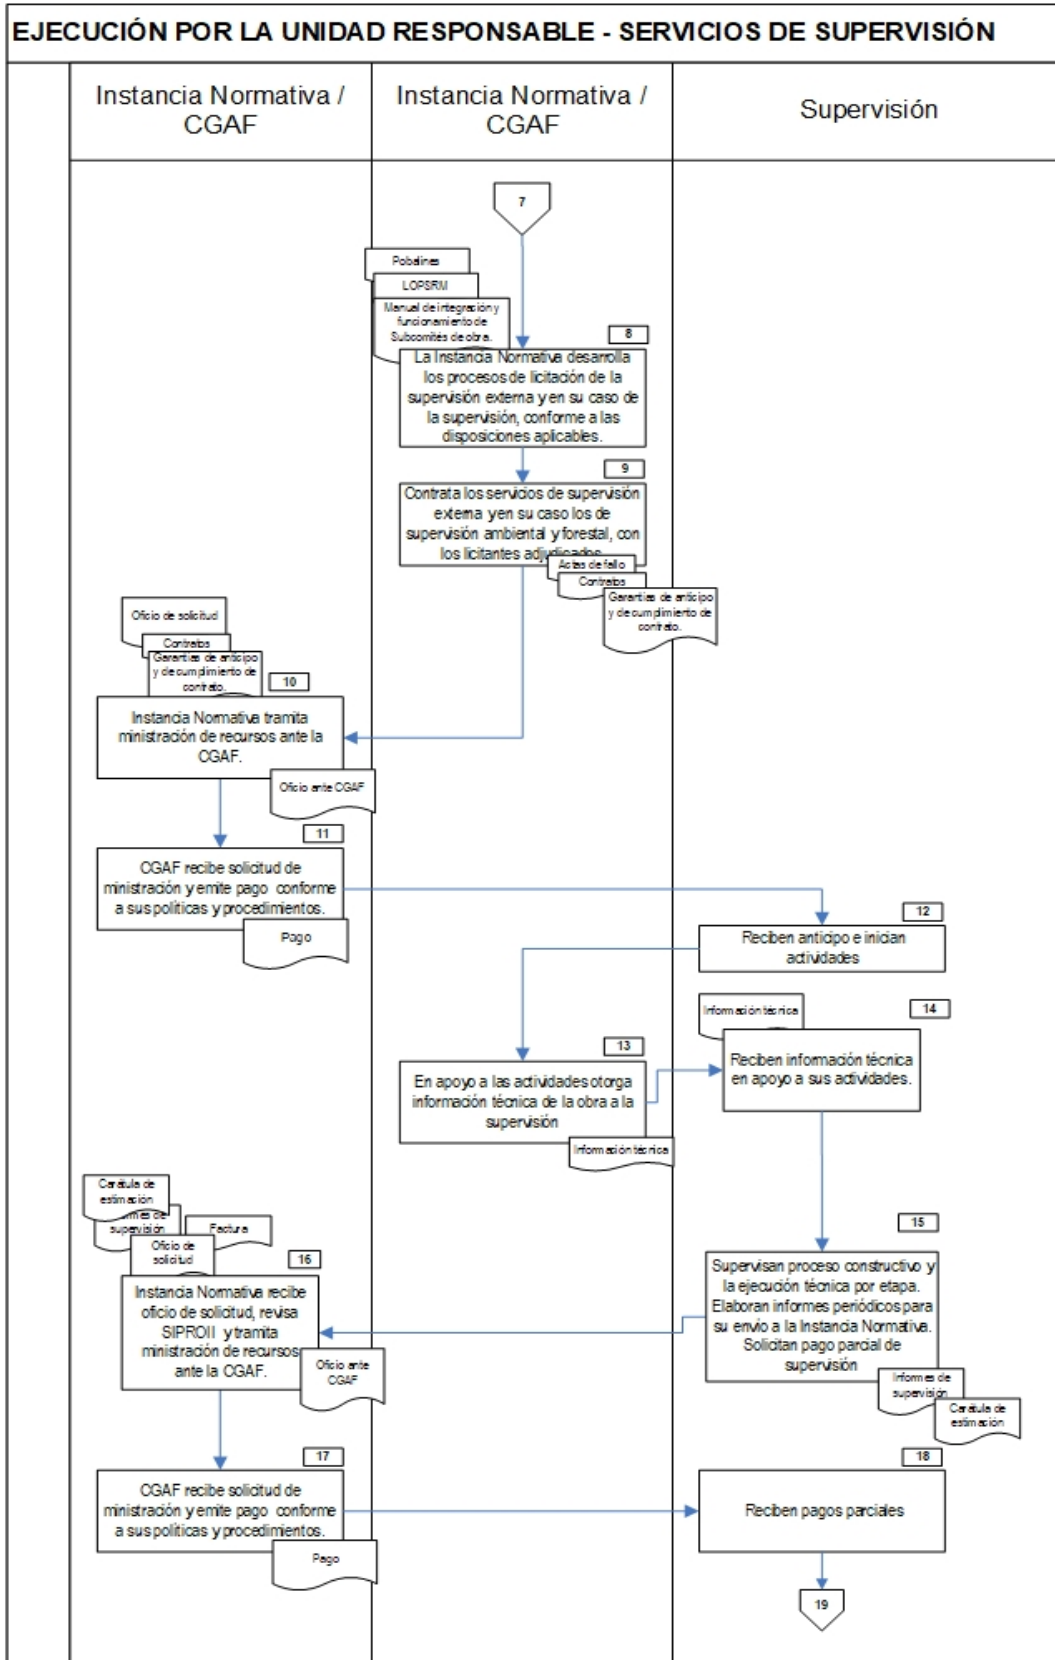 EJECUCIÓN POR LA UNIDAD RESPONSABLE - SERVICIOS DE SUPERVISIÓN
Instancia Normativa /
CGAF
Instancia Normativa /
CGAF
Supervisión
7
Pobalines
LOPSRM
Manual de integración y
funcionamiento de
Subcomités de obra.
8
La Instancia Normativa desarrolla
los procesos de licitación de la
supervisión externa y en su caso de
la supervisión, conforme a las
disposiciones aplicables.
9
Contrata los servicios de supervisión
externa y en su caso los de
supervisión ambiental y forestal, con
los licitantes adjudicados
Actas de fallo
Contratos
Garantías de anticipo
y de cumplimiento de
contrato.
Oficio de solicitud
Contratos
Garantías de anticipo
y de cumplimiento de
contrato.
10
Instancia Normativa tramita
ministración de recursos ante la
CGAF.
Oficio ante CGAF
11
CGAF recibe solicitud de
ministración y emite pago conforme
a sus políticas y procedimientos.
Pago
12
Reciben anticipo e inician
actividades
13
En apoyo a las actividades otorga
información técnica de la obra a la
supervisión
Información técnica
Información técnica
14
Reciben información técnica
en apoyo a sus actividades.
15
Supervisan proceso constructivo y
la ejecución técnica por etapa.
Elaboran informes periódicos para
su envío a la Instancia Normativa.
Solicitan pago parcial de
supervisión
Informes de
supervisión
Carátula de
estimación
Carátula de
estimación
supervisión
Factura
Oficio de
solicitud
16
Instancia Normativa recibe
oficio de solicitud, revisa
SIPROII y tramita
ministración de recursos
ante la CGAF.
Oficio ante
CGAF
17
CGAF recibe solicitud de
ministración y emite pago conforme
a sus políticas y procedimientos.
Pago
18
Reciben pagos parciales
19